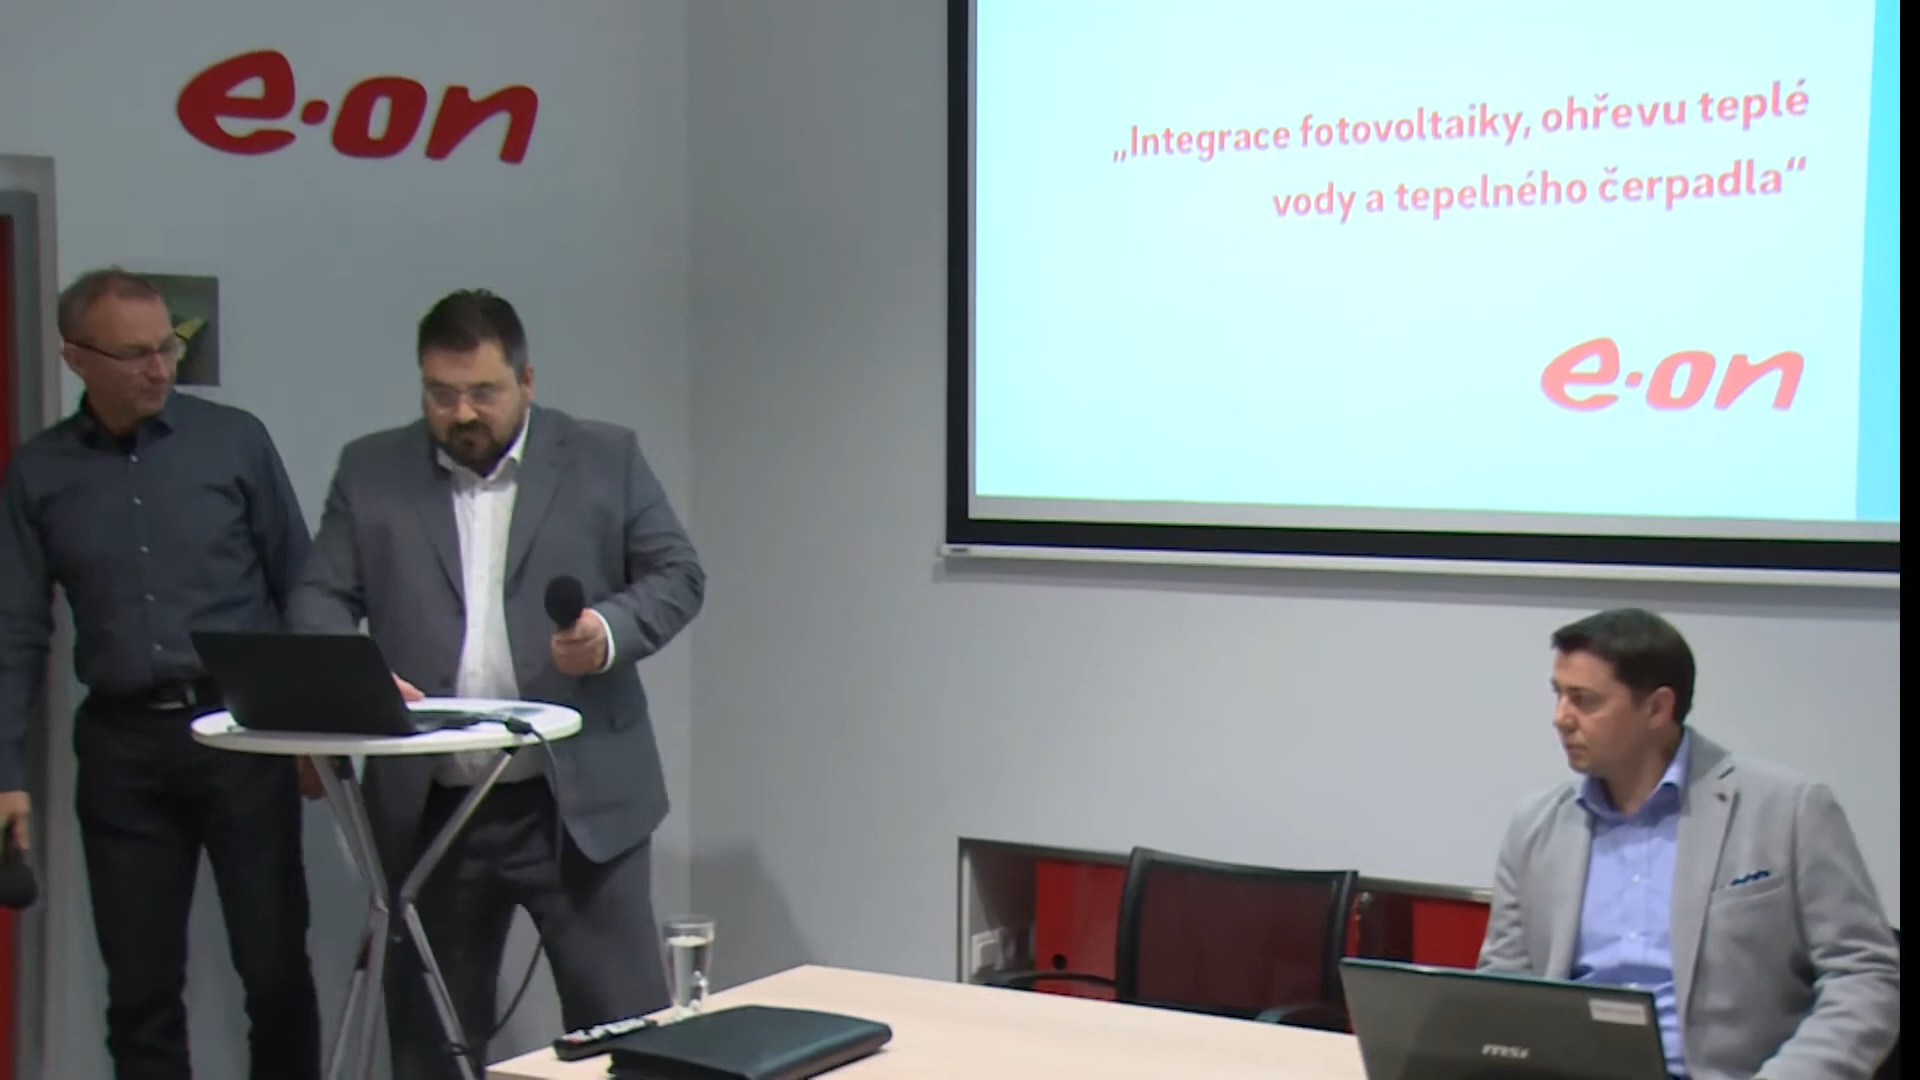 e·on
„Integrace fotovoltaiky, ohřevu teplé
vody a tepelného čerpadla“
e·on
msi